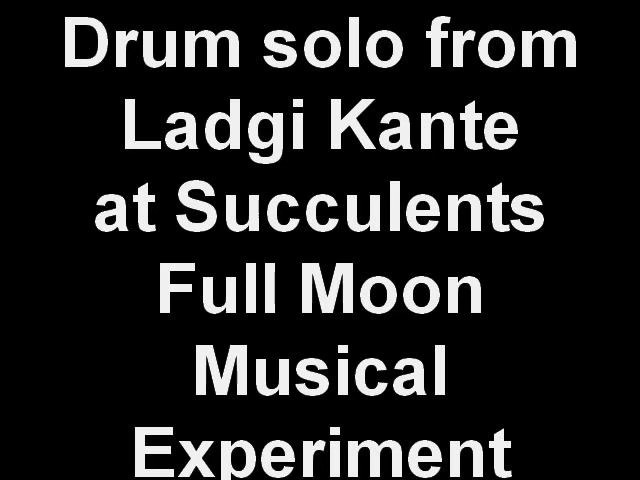 Drum solo from
Ladgi Kante
at Succulents
Full Moon
Musical
Experiment